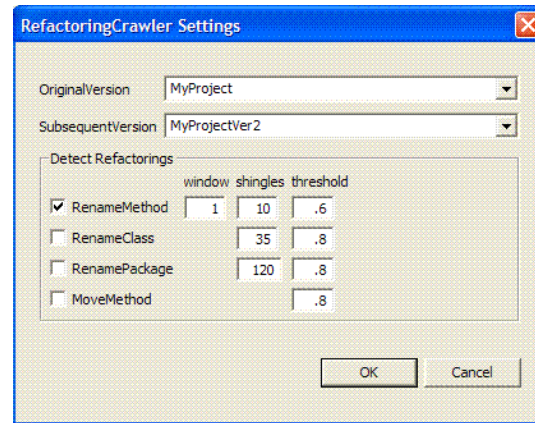 RefactoringCrawler Settings
OriginalVersion MyProject
SubsequentVersion MyProjectVer2
Detect Refactorings
window shingles threshold
RenameMethod 1 10 .6
RenameClass 35 .8
RenamePackage 120 .8
MoveMethod .8
OK Cancel